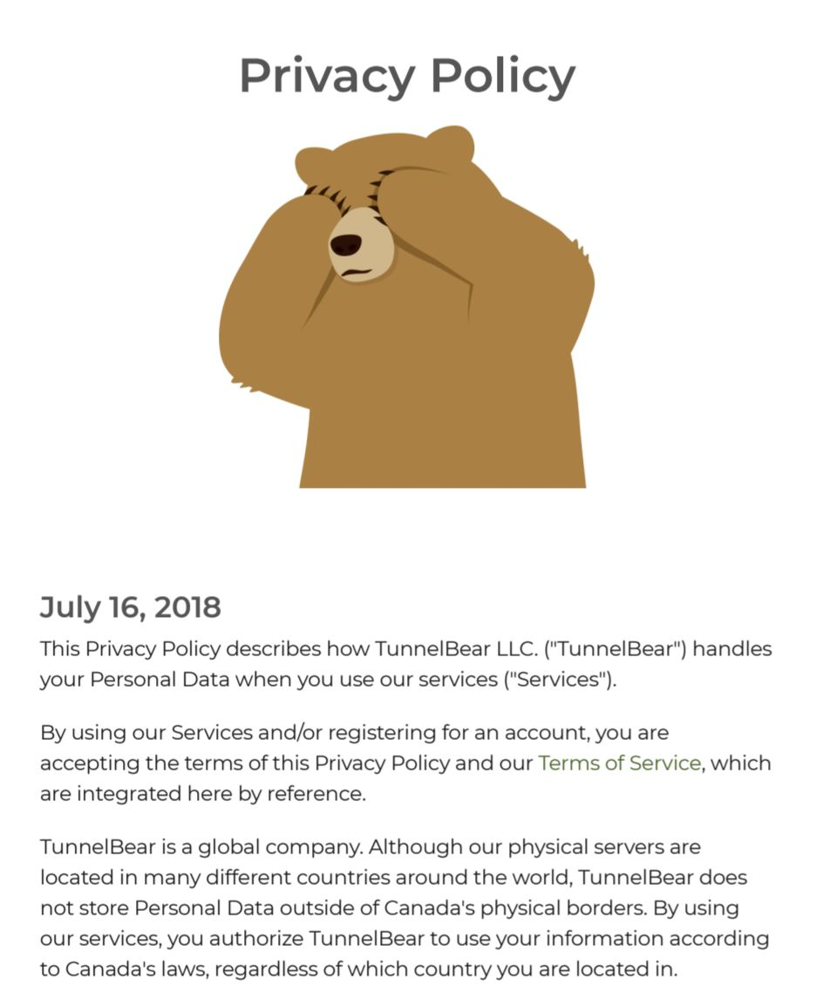 Privacy Policy
July 16, 2018
This Privacy Policy describes how TunnelBear LLC. ("TunnelBear") handles
your Personal Data when you use our services ("Services").
By using our Services and/or registering for an account, you are
accepting the terms of this Privacy Policy and our Terms of Service, which
are integrated here by reference.
TunnelBear is a global company. Although our physical servers are
located in many different countries around the world, TunnelBear does
not store Personal Data outside of Canada's physical borders. By using
our services, you authorize TunnelBear to use your information according
to Canada's laws, regardless of which country you are located in.